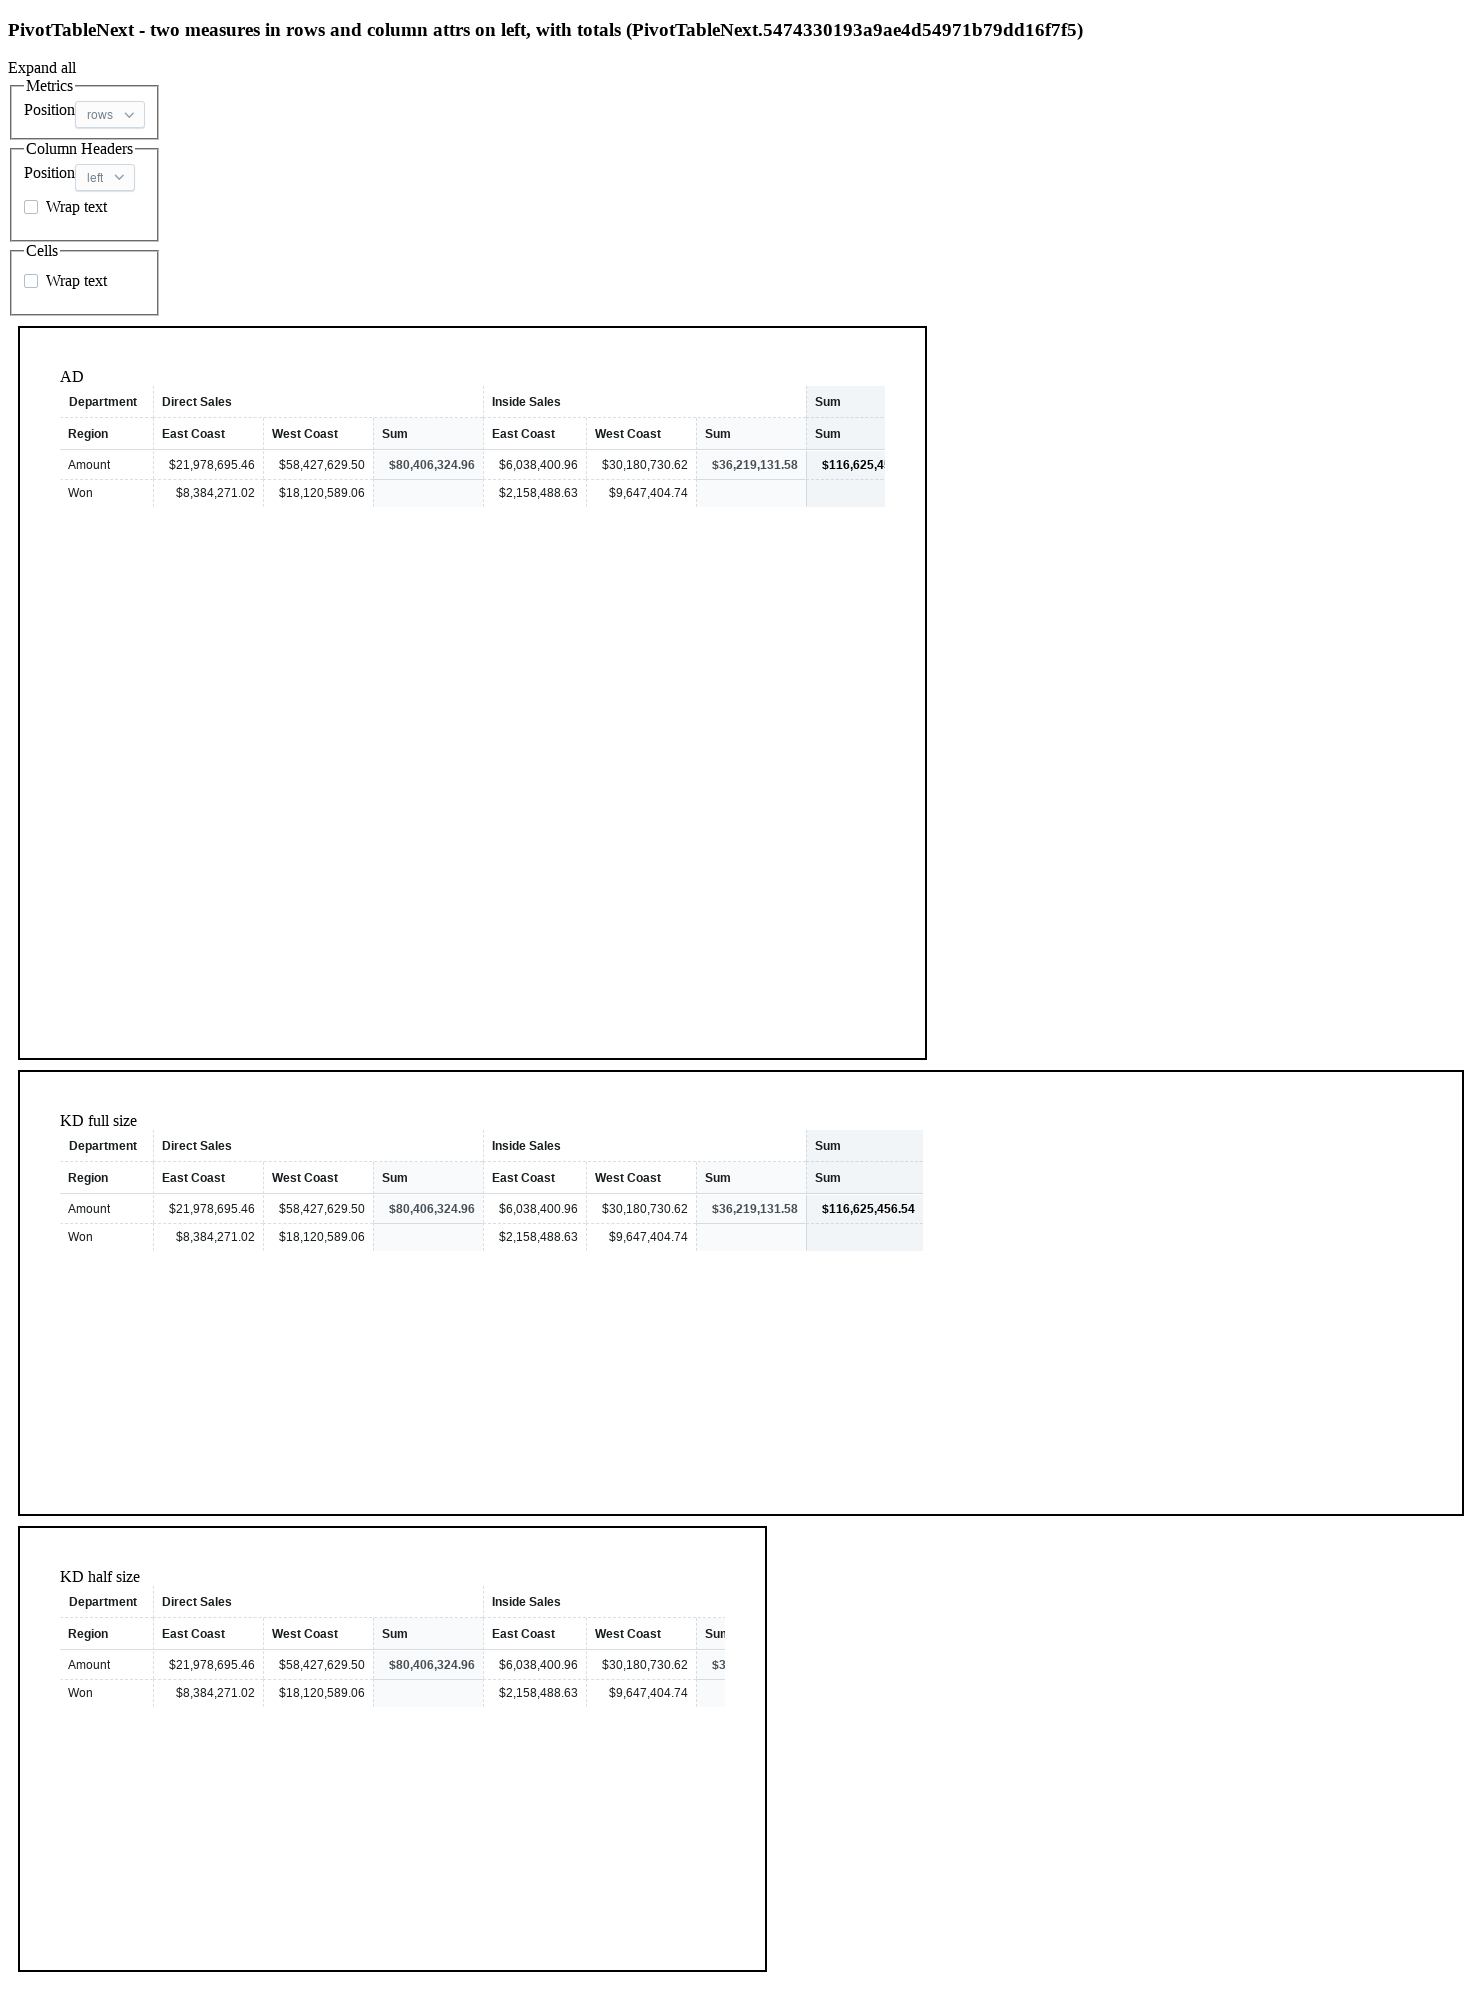 PivotTableNext - two measures in rows and column attrs on left, with totals (PivotTableNext.5474330193a9ae4d54971b79dd16f7f5)
Expand all
Metrics
Position rows
Column Headers
Position left
Wrap text
Cells
Wrap text
AD
Department Direct Sales Inside Sales Sum
Region East Coast West Coast Sum East Coast West Coast Sum Sum
Amount $21,978,695.46 $58,427,629.50 $80,406,324.96 $6,038,400.96 $30,180,730.62 $36,219,131.58 $116,625,4
Won $8,384,271.02 $18,120,589.06 $2,158,488.63 $9,647,404.74
KD full size
Department Direct Sales Inside Sales Sum
Region East Coast West Coast Sum East Coast West Coast Sum Sum
Amount $21,978,695.46 $58,427,629.50 $80,406,324.96 $6,038,400.96 $30,180,730.62 $36,219,131.58 $116,625,456.54
Won $8,384,271.02 $18,120,589.06 $2,158,488.63 $9,647,404.74
KD half size
Department Direct Sales Inside Sales
Region East Coast West Coast Sum East Coast West Coast Sum
Amount $21,978,695.46 $58,427,629.50 $80,406,324.96 $6,038,400.96 $30,180,730.62 $3
Won $8,384,271.02 $18,120,589.06 $2,158,488.63 $9,647,404.74